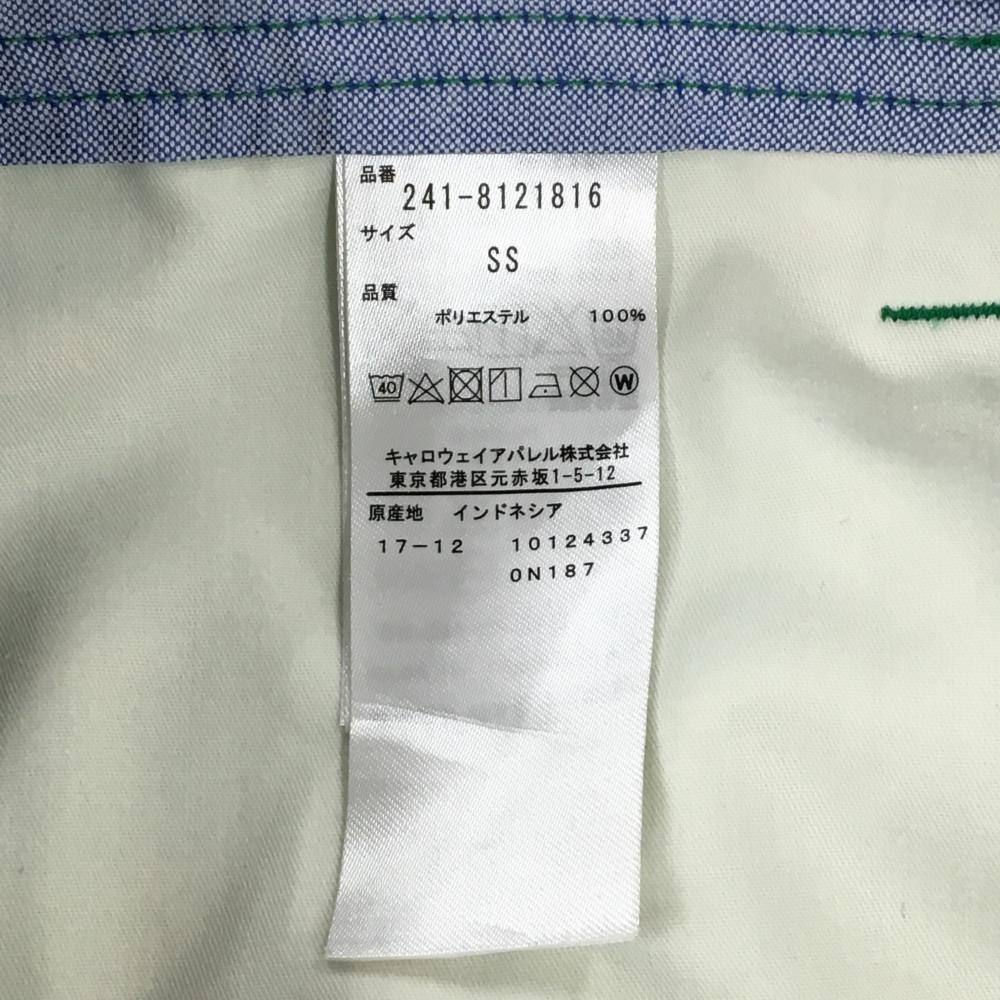 品番
241-8121816
サイズ
SS
品質
ポリエステル 100%
40 W
キャロウェイアパレル株式会社
東京都港区元赤坂1-5-12
原産地 インドネシア
17-12 10124337
0N187